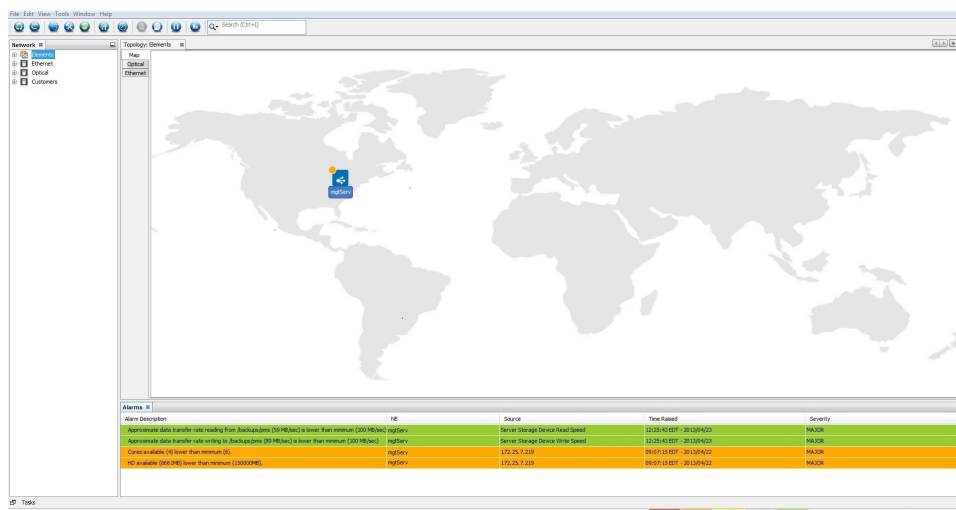 File Edit View Tools Window Help
Search (Ctrl+I)
Network
Topology: Elements
Elements
Ethernet
Optical
Customers
Map
Optical
Ethernet
mgtServ
Alarms
Alarm Description NE Source Time Raised Severity
Approximate data transfer rate reading from /backups/pms (59 MB/sec) is lower than minimum (100 MB/sec) mgtServ Server Storage Device Read Speed 12:25:43 EDT - 2013/04/23 MAJOR
Approximate data transfer rate writing to /backups/pms (89 MB/sec) is lower than minimum (100 MB/sec) mgtServ Server Storage Device Write Speed 12:25:43 EDT - 2013/04/23 MAJOR
Cores available (4) lower than minimum (6). mgtServ 172.25.7.219 09:07:15 EDT - 2013/04/22 MAJOR
HD available (8661MB) lower than minimum (150000MB). mgtServ 172.25.7.219 09:07:15 EDT - 2013/04/22 MAJOR
Tasks